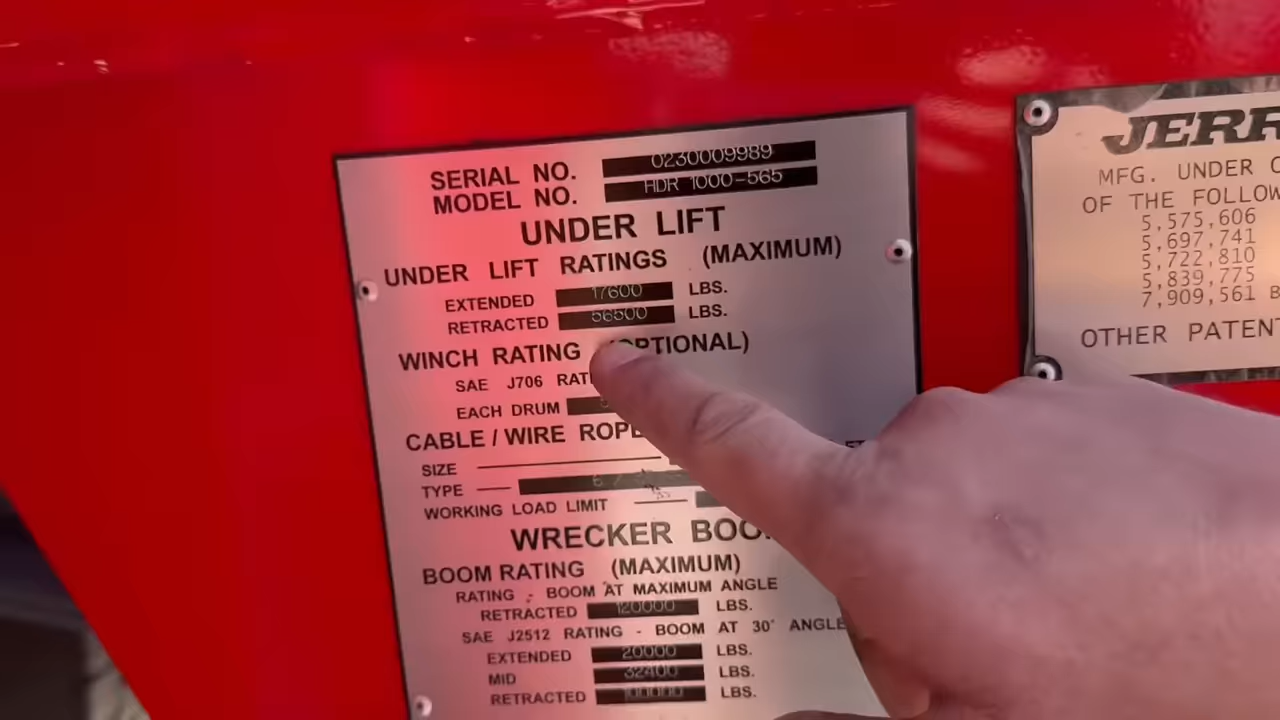 SERIAL NO. 0230009989
MODEL NO. HDR 1000-565
UNDER LIFT
UNDER LIFT RATINGS (MAXIMUM)
EXTENDED 17600 LBS.
RETRACTED 56500 LBS.
WINCH RATING (OPTIONAL)
SAE J706
EACH DRUM
CABLE / WIRE
SIZE
TYPE
WORKING LOAD LIMIT
WRECKER
BOOM RATING (MAXIMUM)
RATING - BOOM AT MAXIMUM ANGLE
RETRACTED 120000 LBS.
SAE J2512 RATING - BOOM AT 30° ANGLE
EXTENDED 20000 LBS.
MID 32400 LBS.
RETRACTED 100000 LBS.
JERR
MFG. UNDER
OF THE FOLLOW
5,575,606
5,697,741
5,722,810
5,839,775
7,909,561
OTHER PATENT